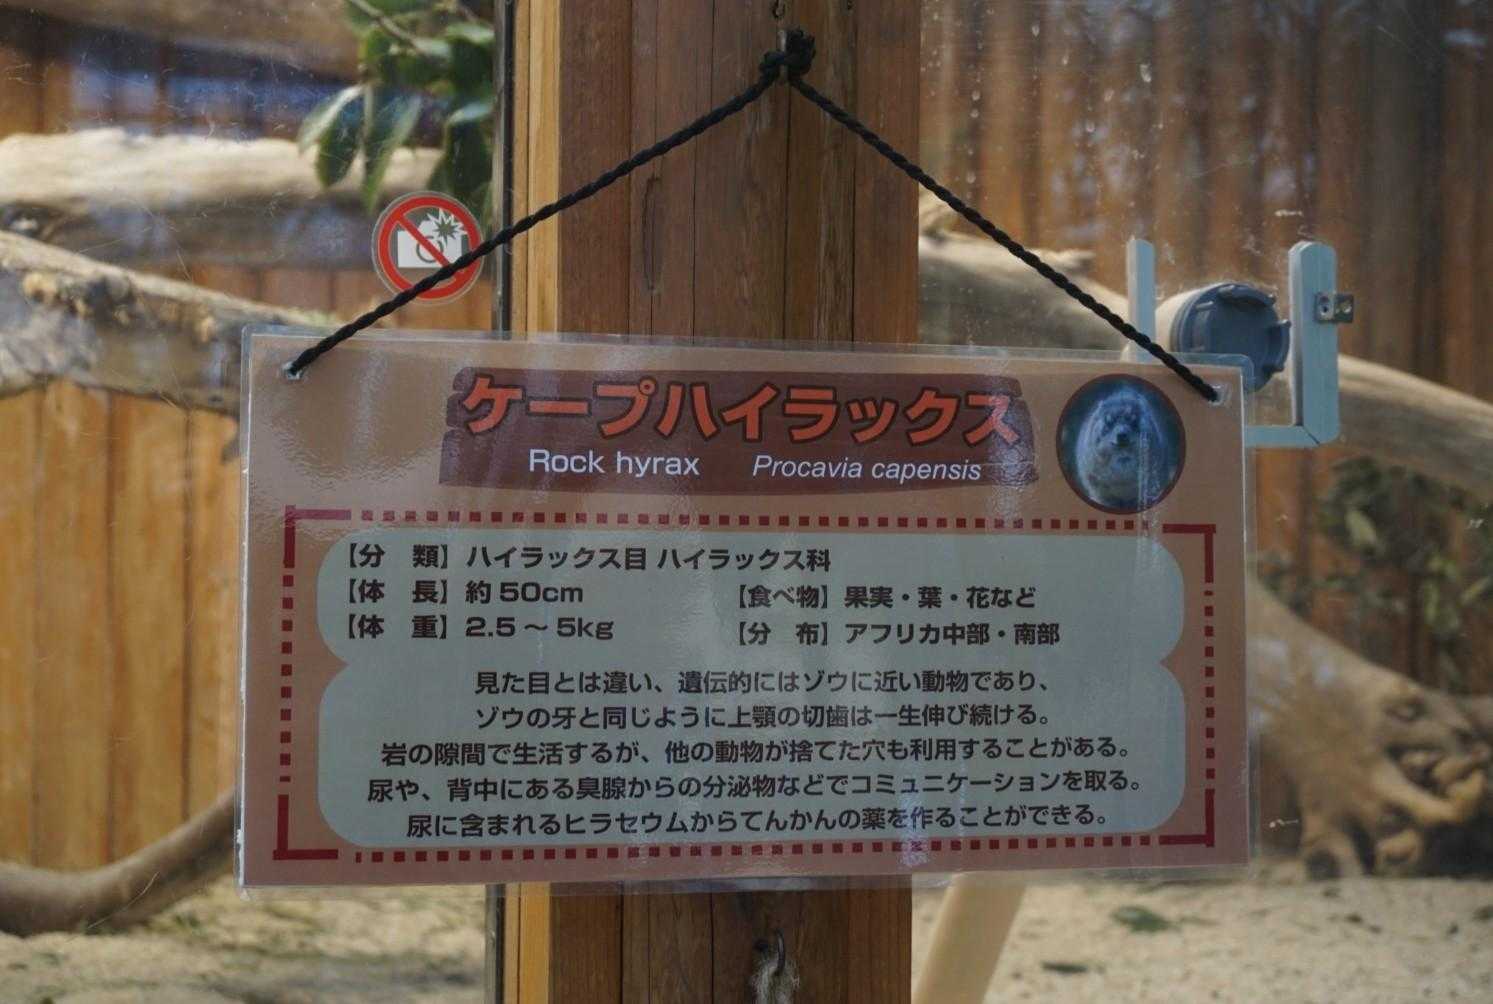 ケープハイラックス
Rock hyrax Procavia capensis
【分 類】ハイラックス目 ハイラックス科
【体 長】約50cm 【食べ物】果実・葉・花など
【体 重】2.5～5kg 【分 布】アフリカ中部・南部
見た目とは違い、遺伝的にはゾウに近い動物であり、
ゾウの牙と同じように上顎の切歯は一生伸び続ける。
岩の隙間で生活するが、他の動物が捨てた穴も利用することがある。
尿や、背中にある臭腺からの分泌物などでコミュニケーションを取る。
尿に含まれるヒラセウムからてんかんの薬を作ることができる。